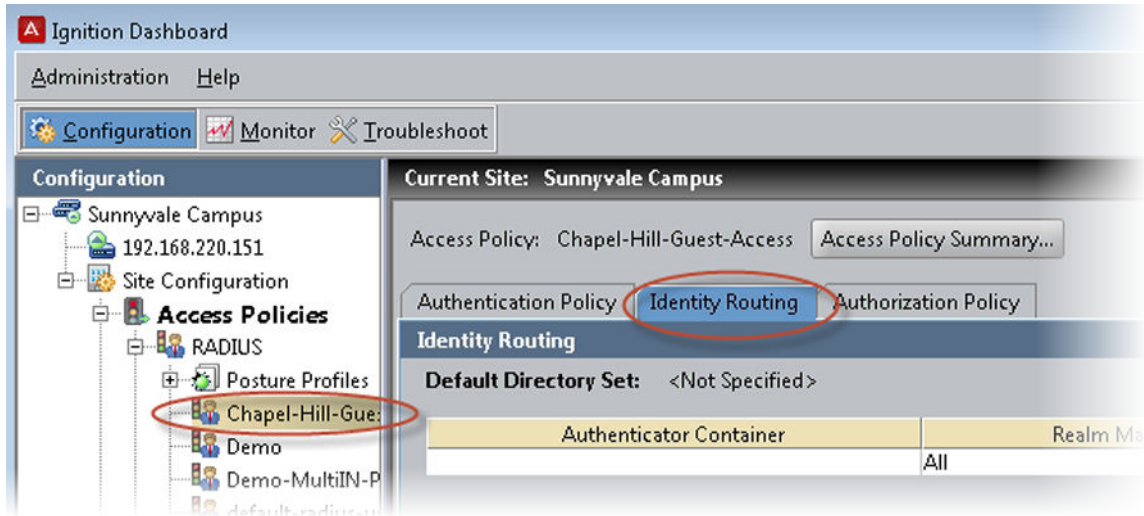 Ignition Dashboard
Administration Help
Configuration Monitor Troubleshoot
Configuration
Sunnyvale Campus
192.168.220.151
Site Configuration
Access Policies
RADIUS
Posture Profiles
Chapel-Hill-Gues
Demo
Demo-MultiIN-P
default-radius-u
Current Site: Sunnyvale Campus
Access Policy: Chapel-Hill-Guest-Access Access Policy Summary...
Authentication Policy Identity Routing Authorization Policy
Identity Routing
Default Directory Set: <Not Specified>
Authenticator Container Realm Ma
All